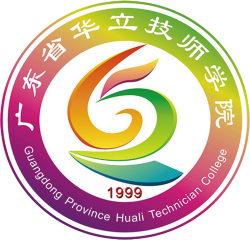 广东省华立技师学院
Guangdong Province Huali Technician College
1999